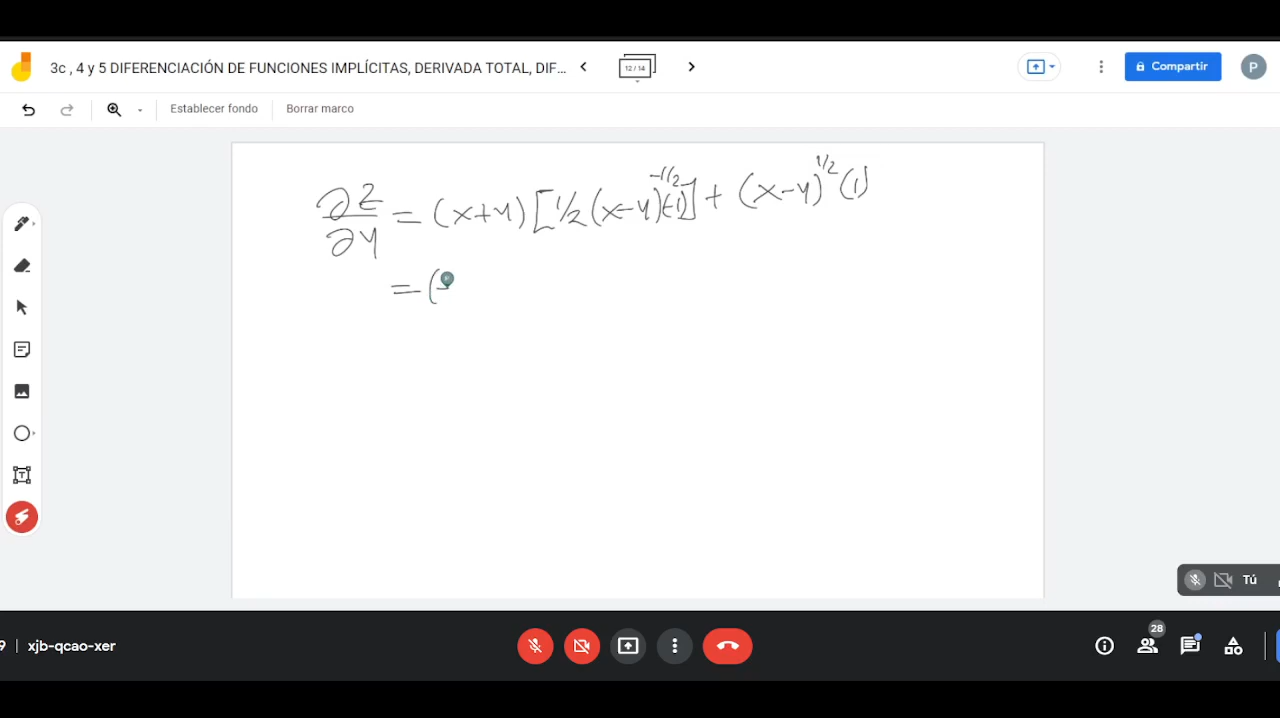 3c , 4 y 5 DIFERENCIACIÓN DE FUNCIONES IMPLÍCITAS, DERIVADA TOTAL, DIF...
12 / 14
Compartir
P
Establecer fondo
Borrar marco
∂z/∂y = (x+y) [1/2 (x-y)^{-1/2} (-1)] + (x-y)^{1/2} (1)
= (
Tú
9 | xjb-qcao-xer
28